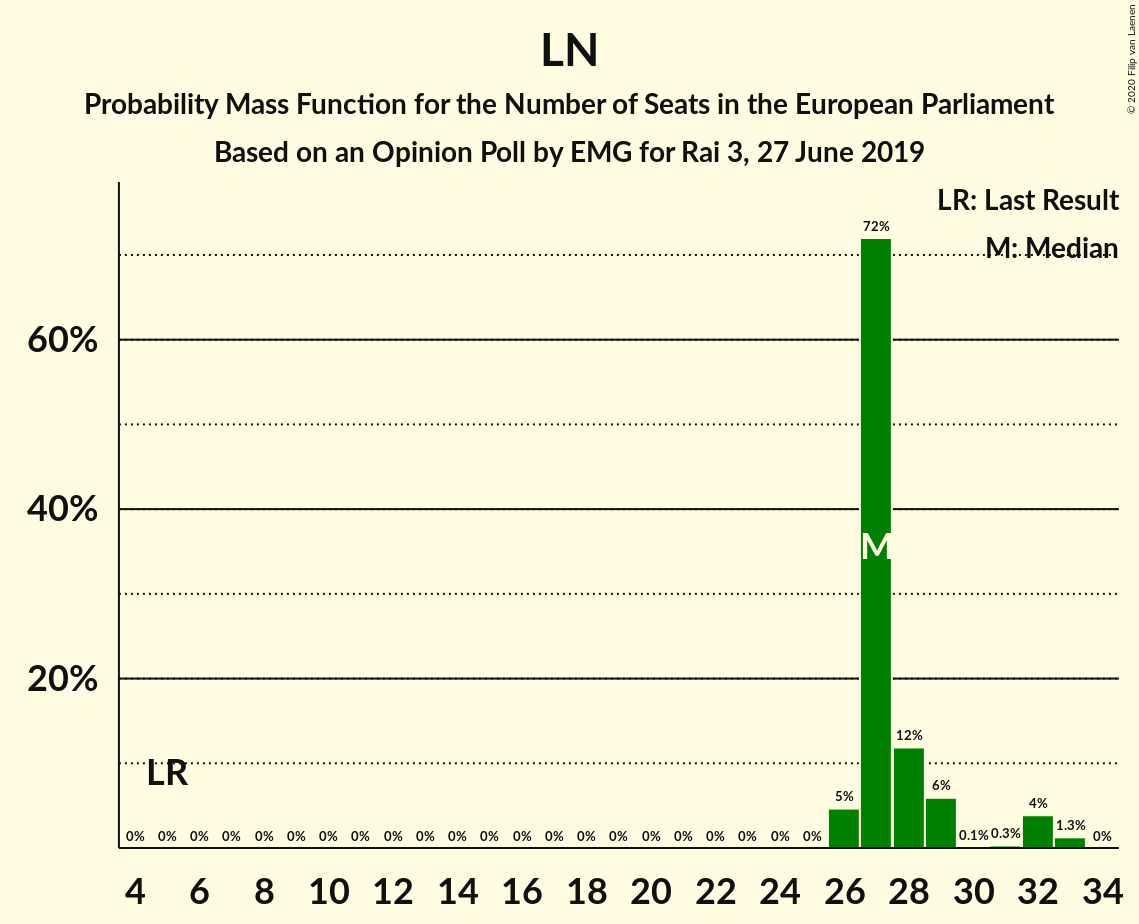 LN
Probability Mass Function for the Number of Seats in the European Parliament
Based on an Opinion Poll by EMG for Rai 3, 27 June 2019
© 2020 Filip van Laenen
LR: Last Result
M: Median
60%
40%
20%
LR
M
0% 0% 0% 0% 0% 0% 0% 0% 0% 0% 0% 0% 0% 0% 0% 0% 0% 0% 0% 0% 0% 0% 5% 72% 12% 6% 0.1% 0.3% 4% 1.3% 0%
4 6 8 10 12 14 16 18 20 22 24 26 28 30 32 34